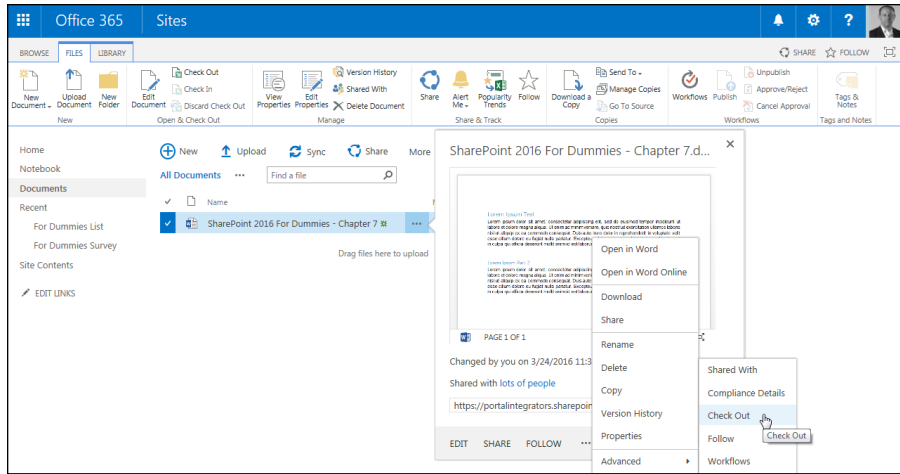 Office 365 Sites ?
BROWSE FILES LIBRARY SHARE FOLLOW
New Document
Upload Document
New Folder
New
Edit Document
Check Out
Check In
Discard Check Out
Open & Check Out
View Properties
Edit Properties
Version History
Shared With
Delete Document
Manage
Share
Alert Me
Popularity Trends
Follow
Share & Track
Download a Copy
Send To
Manage Copies
Go To Source
Copies
Workflows
Publish
Unpublish
Approve/Reject
Cancel Approval
Workflows
Tags & Notes
Tags and Notes
Home
Notebook
Documents
Recent
For Dummies List
For Dummies Survey
Site Contents
EDIT LINKS
New Upload Sync Share More
All Documents ... Find a file
Name
SharePoint 2016 For Dummies - Chapter 7 ...
Drag files here to upload
SharePoint 2016 For Dummies - Chapter 7.d...
PAGE 1 OF 1
Changed by you on 3/24/2016 11:3
Shared with lots of people
https://portalintegrators.sharepoin
EDIT SHARE FOLLOW ...
Open in Word
Open in Word Online
Download
Share
Rename
Delete
Copy
Version History
Properties
Advanced
Shared With
Compliance Details
Check Out
Check Out
Follow
Workflows